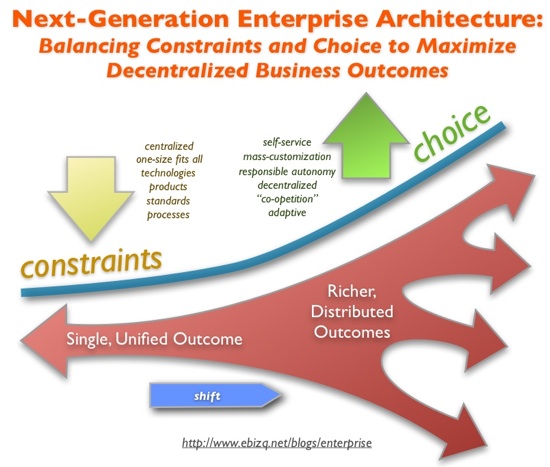 Next-Generation Enterprise Architecture:
Balancing Constraints and Choice to Maximize
Decentralized Business Outcomes
centralized
one-size fits all
technologies
products
standards
processes
self-service
mass-customization
responsible autonomy
decentralized
“co-opetition”
adaptive
choice
constraints
Richer,
Distributed
Outcomes
Single, Unified Outcome
shift
http://www.ebizq.net/blogs/enterprise